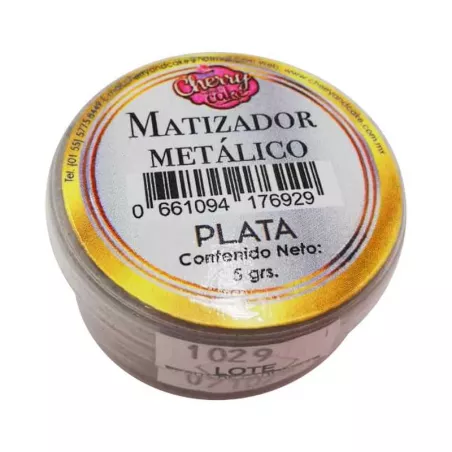 Cherry
cake
MATIZADOR
METÁLICO
0 661094 176929
PLATA
Contenido Neto:
5 grs.
1029
LOTE